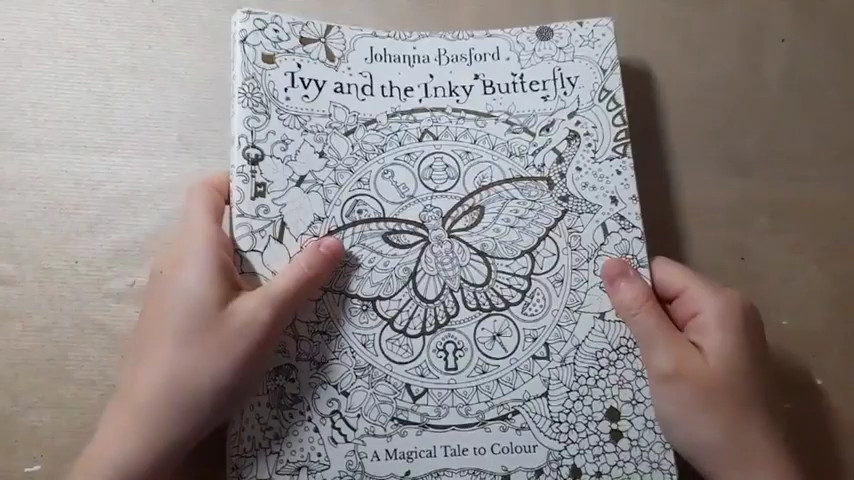 Johanna Basford
Ivy and the Inky Butterfly
A Magical Tale to Colour